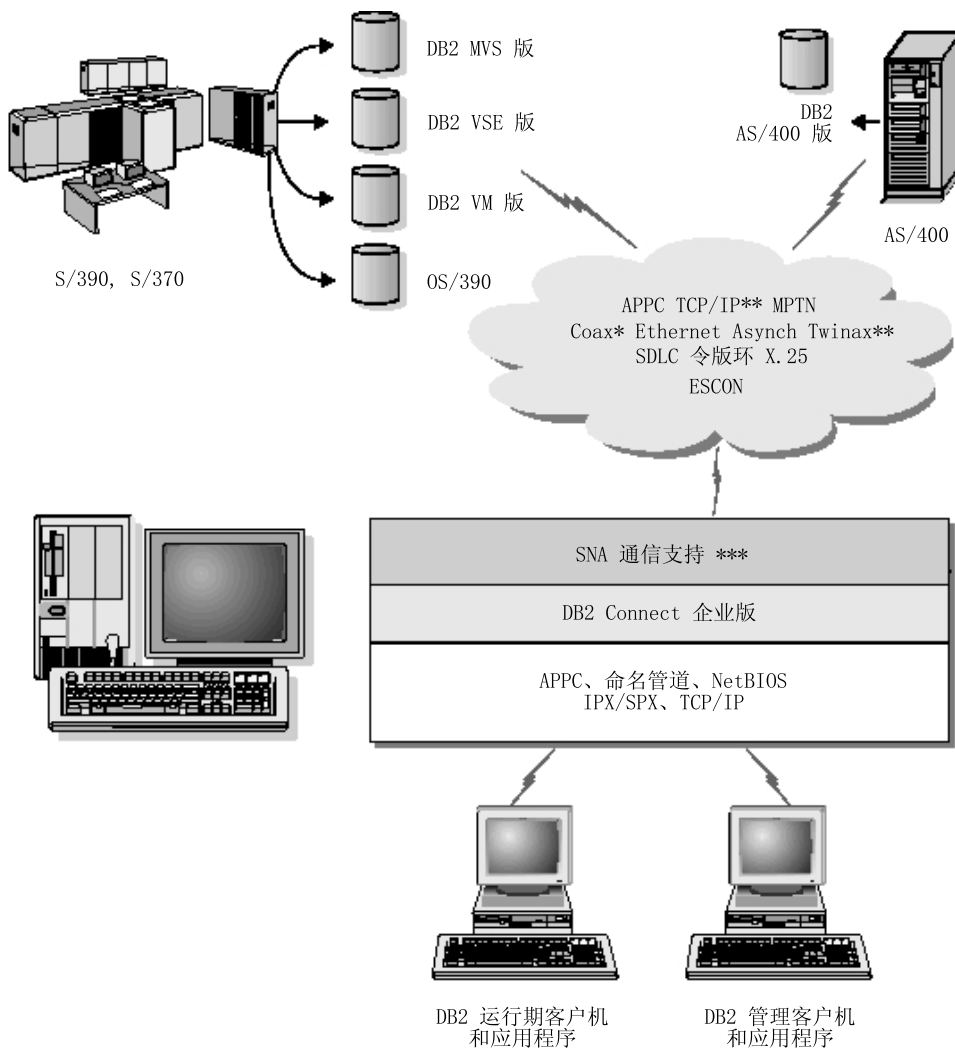 DB2 MVS 版
DB2 VSE 版
DB2 VM 版
OS/390
S/390, S/370
DB2
AS/400 版
AS/400
APPC TCP/IP** MPTN
Coax* Ethernet Asynch Twinax**
SDLC 令版环 X.25
ESCON
SNA 通信支持 ***
DB2 Connect 企业版
APPC、命名管道、NetBIOS
IPX/SPX、TCP/IP
DB2 运行期客户机
和应用程序
DB2 管理客户机
和应用程序